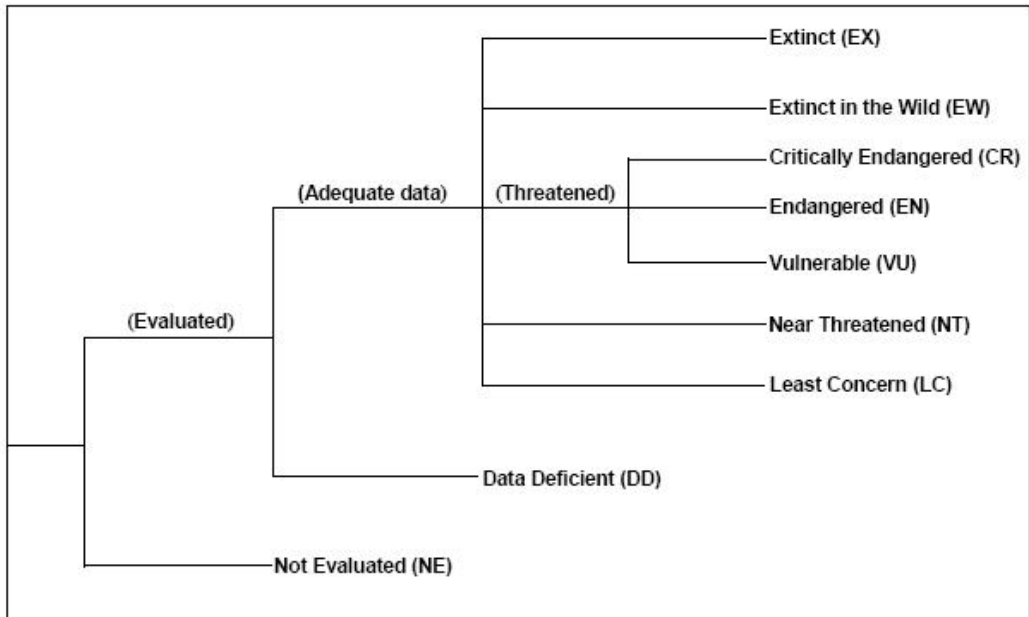 Extinct (EX)
Extinct in the Wild (EW)
Critically Endangered (CR)
(Adequate data)
(Threatened)
Endangered (EN)
Vulnerable (VU)
(Evaluated)
Near Threatened (NT)
Least Concern (LC)
Data Deficient (DD)
Not Evaluated (NE)